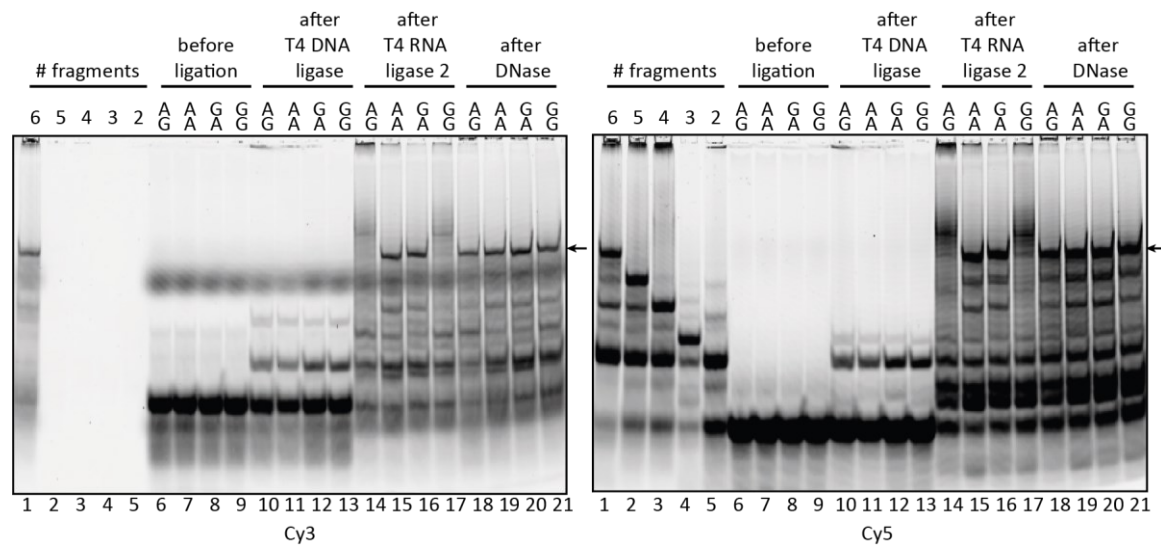 after after
before T4 DNA T4 RNA after
# fragments ligation ligase ligase 2 DNase
6 5 4 3 2 A A G G A A G G A A G G A A G G
G A A G G A A G G A A G G A A G
1 2 3 4 5 6 7 8 9 10 11 12 13 14 15 16 17 18 19 20 21
Cy3
after after
before T4 DNA T4 RNA after
# fragments ligation ligase ligase 2 DNase
6 5 4 3 2 A A G G A A G G A A G G A A G G
G A A G G A A G G A A G G A A G
1 2 3 4 5 6 7 8 9 10 11 12 13 14 15 16 17 18 19 20 21
Cy5